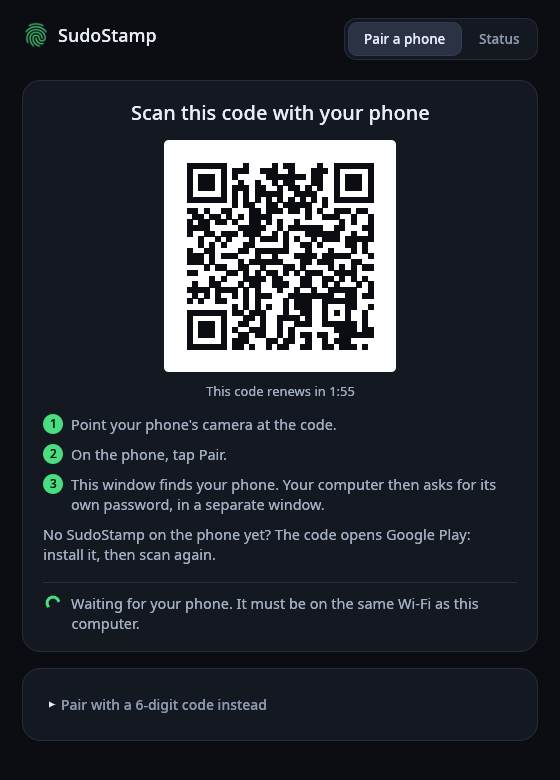 SudoStamp
Pair a phone
Status
Scan this code with your phone
This code renews in 1:55
1 Point your phone's camera at the code.
2 On the phone, tap Pair.
3 This window finds your phone. Your computer then asks for its
own password, in a separate window.
No SudoStamp on the phone yet? The code opens Google Play:
install it, then scan again.
Waiting for your phone. It must be on the same Wi-Fi as this
computer.
Pair with a 6-digit code instead